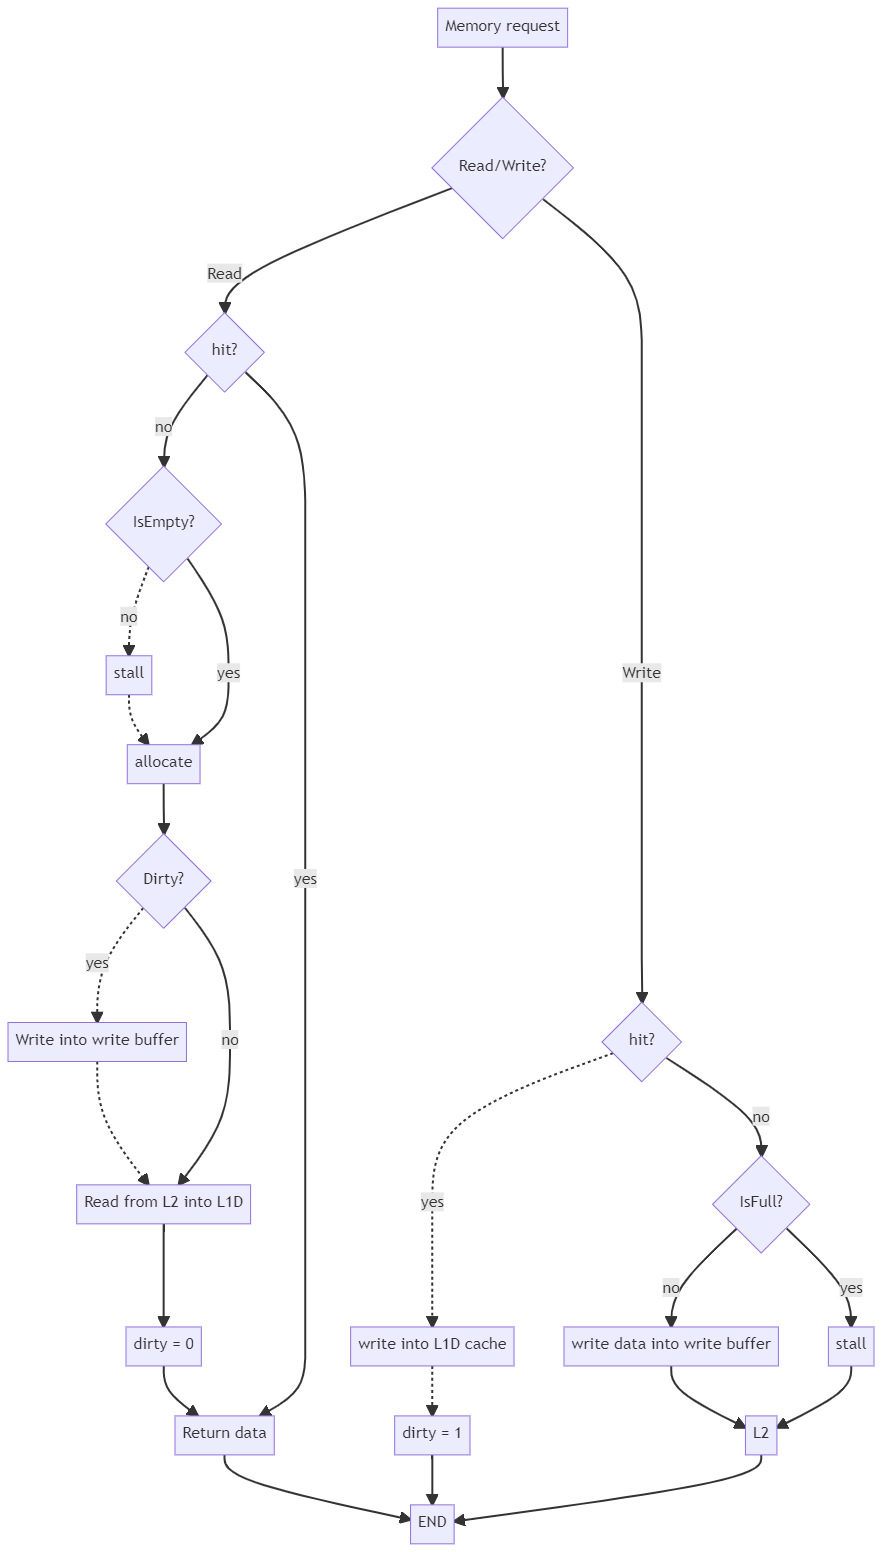 Memory request
Read/Write?
Read
hit?
no
IsEmpty?
no
stall
yes
Write
allocate
Dirty?
yes
yes
Write into write buffer
no
hit?
no
yes
Read from L2 into L1D
IsFull?
no
yes
dirty = 0
write into L1D cache
write data into write buffer
stall
Return data
dirty = 1
L2
END